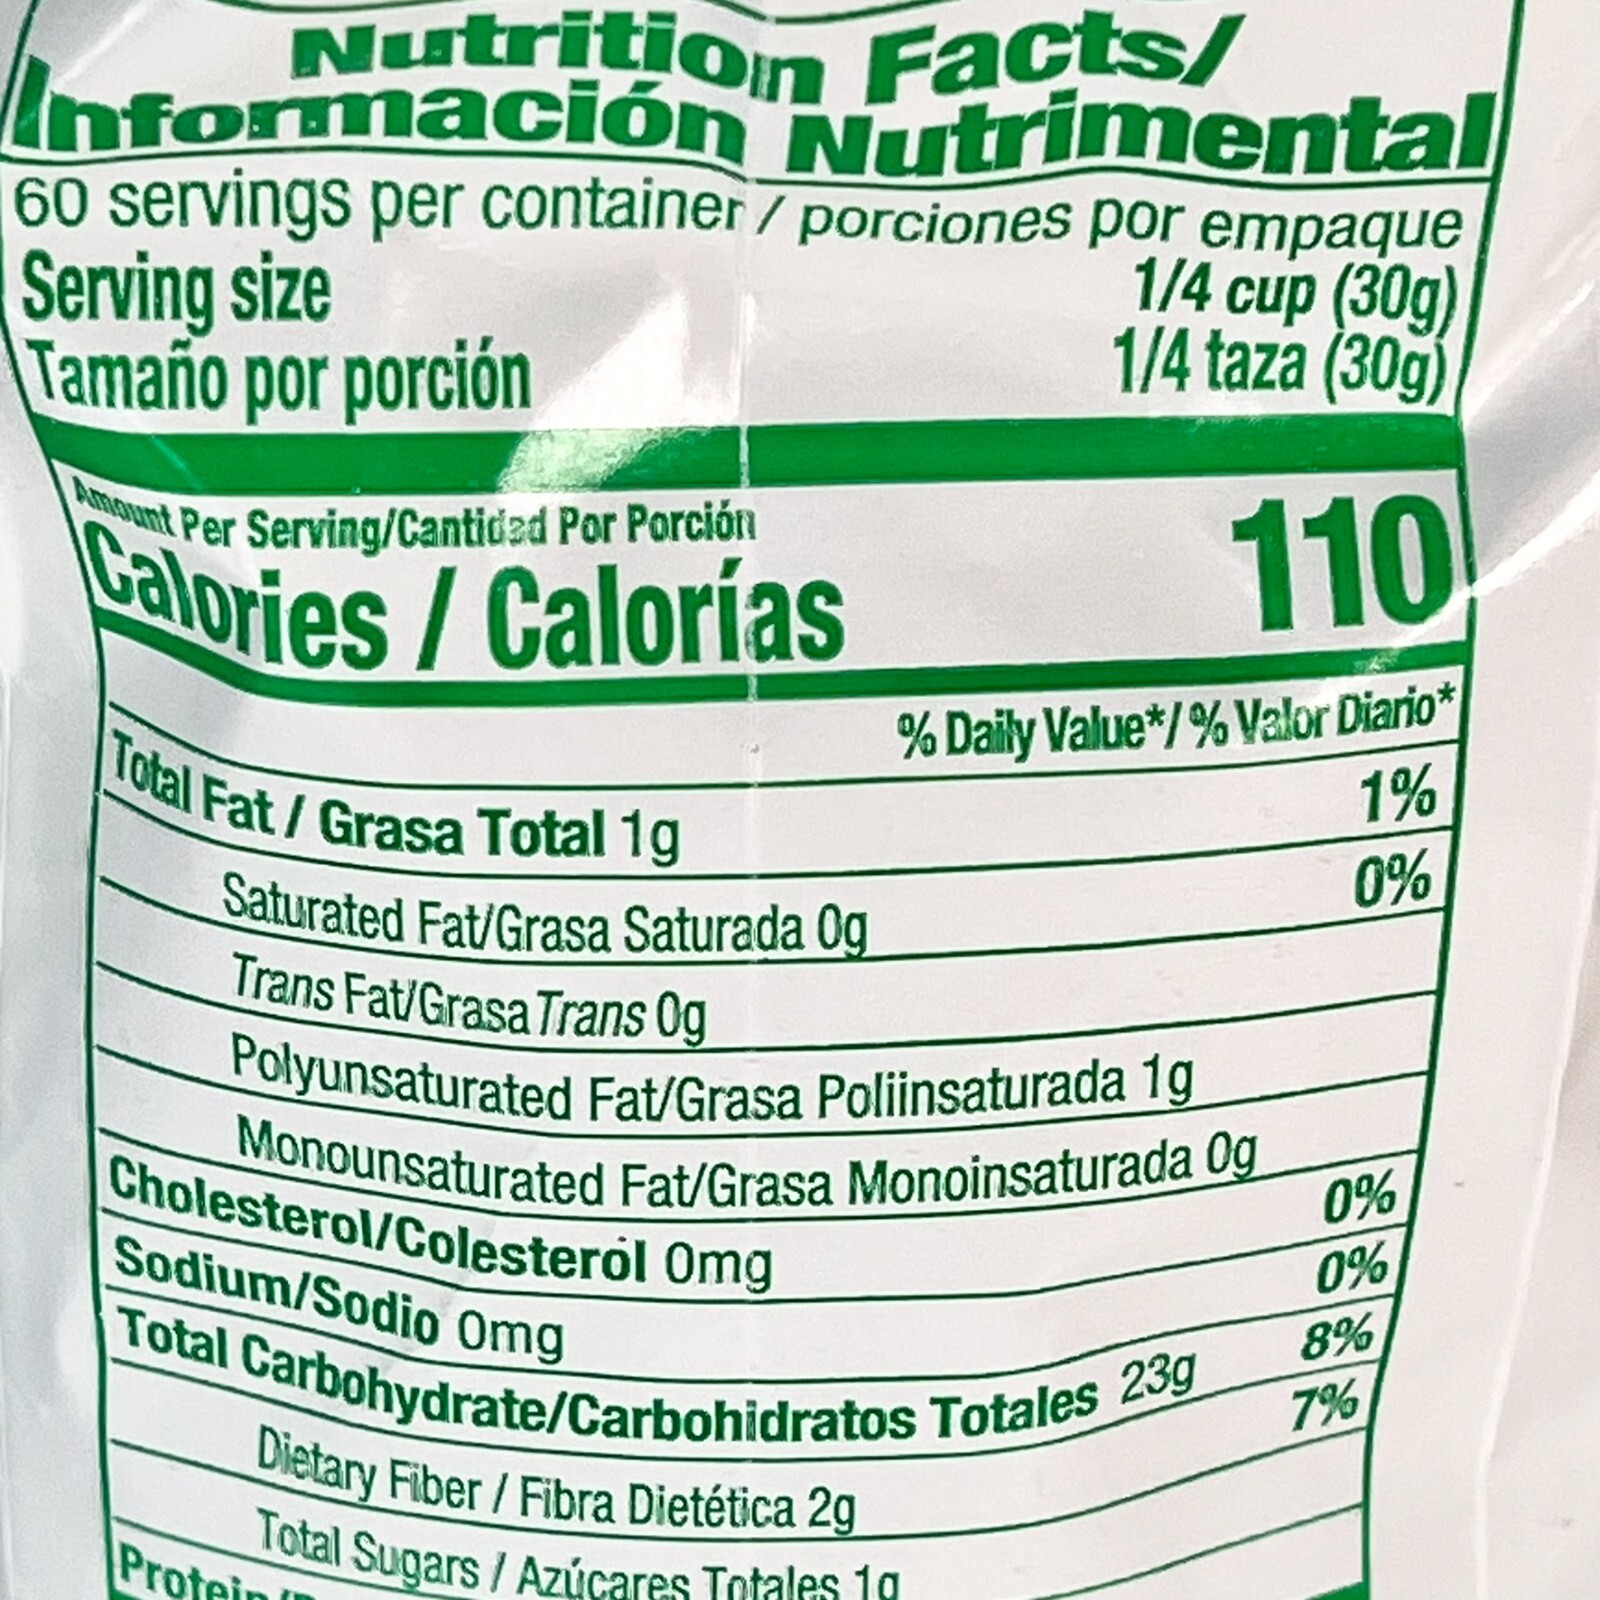 Nutrition Facts/
Información Nutrimental
60 servings per container / porciones por empaque
Serving size 1/4 cup (30g)
Tamaño por porción 1/4 taza (30g)
Amount Per Serving/Cantidad Por Porción
Calories / Calorías 110
% Daily Value*/ % Valor Diario*
Total Fat / Grasa Total 1g 1%
Saturated Fat/Grasa Saturada 0g 0%
Trans Fat/Grasa Trans 0g
Polyunsaturated Fat/Grasa Poliinsaturada 1g
Monounsaturated Fat/Grasa Monoinsaturada 0g
Cholesterol/Colesterol 0mg 0%
Sodium/Sodio 0mg 0%
Total Carbohydrate/Carbohidratos Totales 23g 8%
Dietary Fiber / Fibra Dietética 2g 7%
Total Sugars / Azúcares Totales 1g
Protein